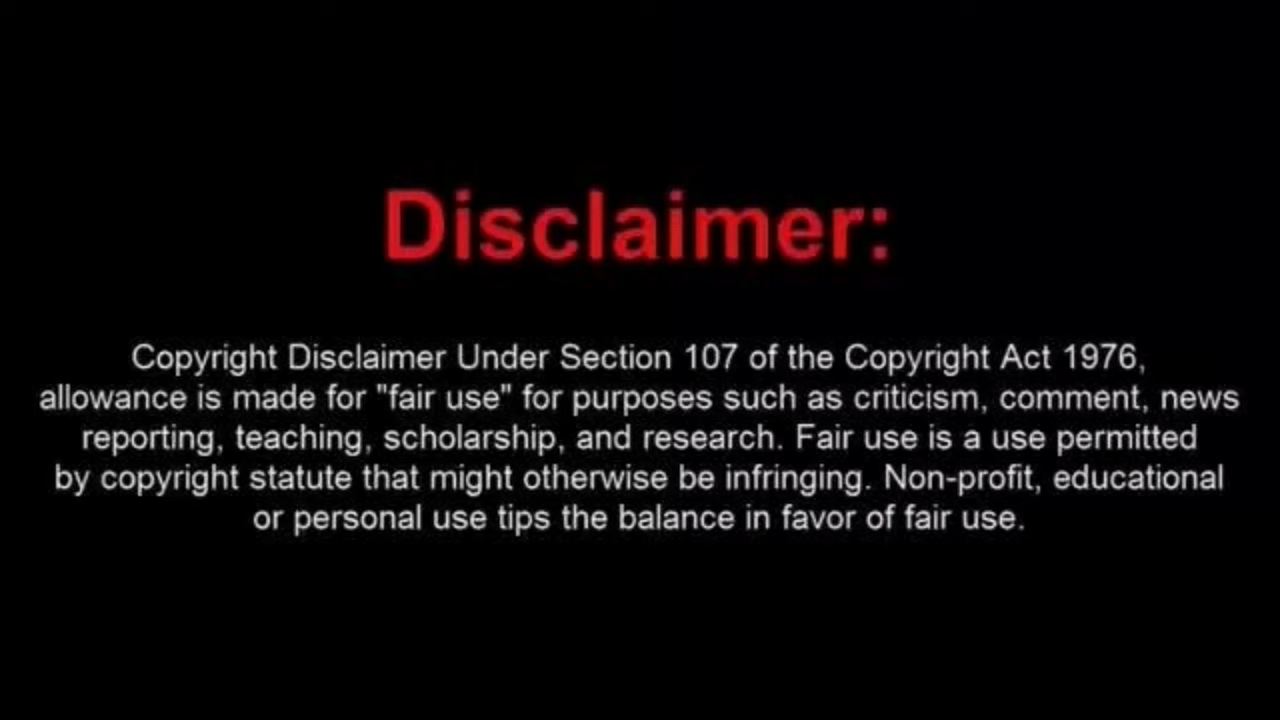 Disclaimer:
Copyright Disclaimer Under Section 107 of the Copyright Act 1976,
allowance is made for "fair use" for purposes such as criticism, comment, news
reporting, teaching, scholarship, and research. Fair use is a use permitted
by copyright statute that might otherwise be infringing. Non-profit, educational
or personal use tips the balance in favor of fair use.